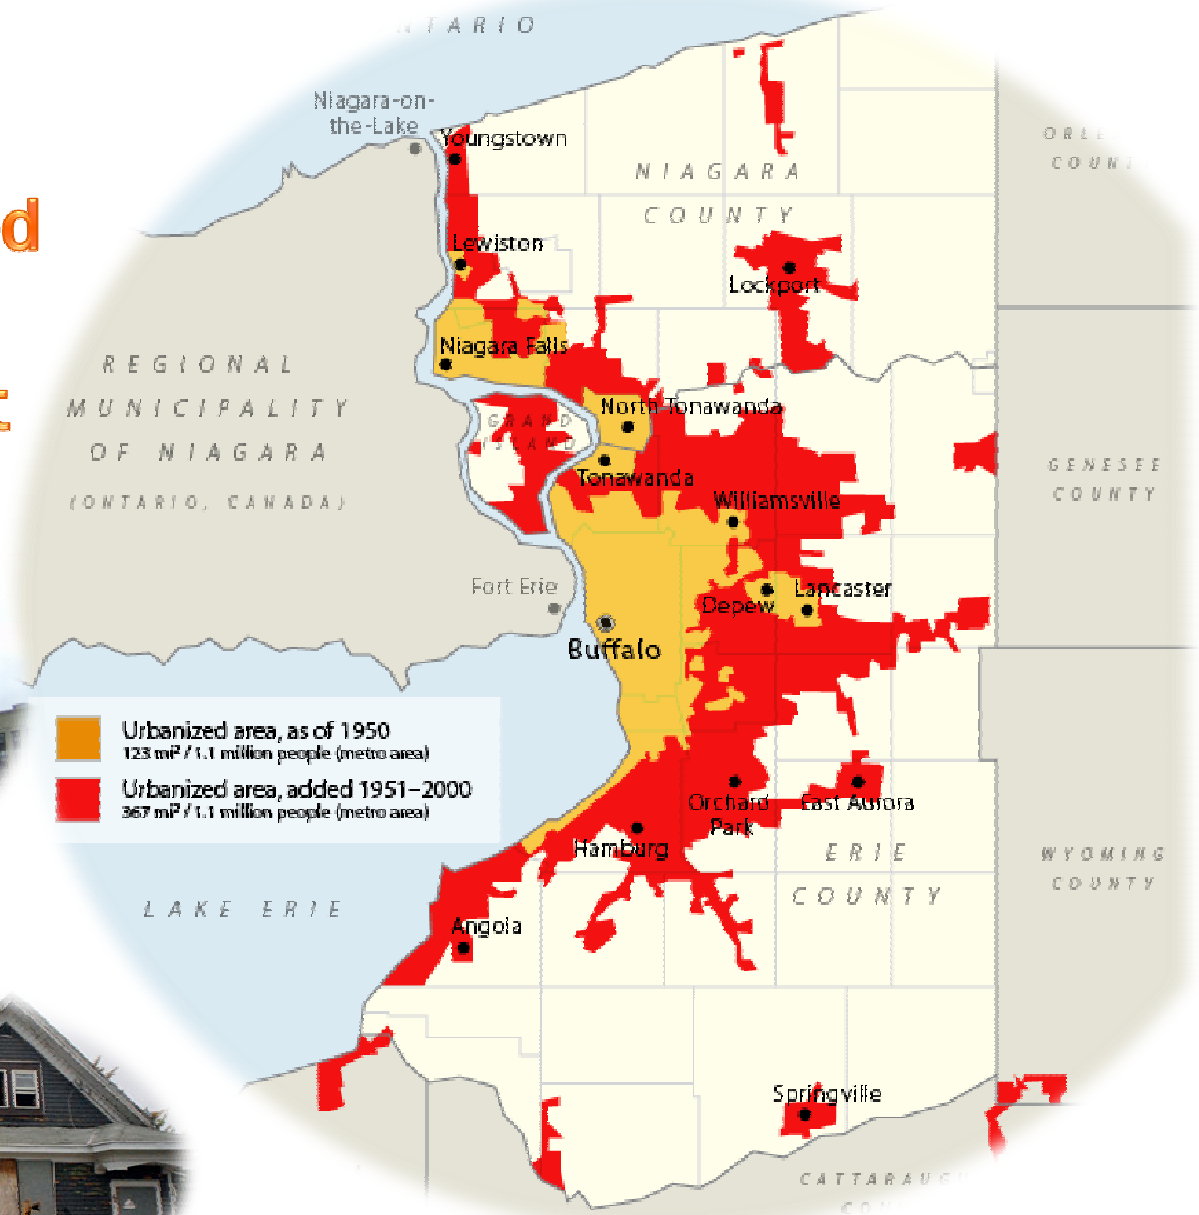 d
NTARIO
Niagara-on-
the-Lake
Youngstown
NIAGARA
COUNTY
Lewiston
Lockport
Niagara Falls
REGIONAL
MUNICIPALITY
OF NIAGARA
(ONTARIO, CANADA)
GRAND
ISLAND
North Tonawanda
Tonawanda
Williamsville
GENESEE
COUNTY
Fort Erie
Depew
Lancaster
Buffalo
Urbanized area, as of 1950
123 mi² / 1.1 million people (metro area)
Urbanized area, added 1951–2000
367 mi² / 1.1 million people (metro area)
Orchard
Park
East Aurora
Hamburg
ERIE
COUNTY
WYOMING
COUNTY
LAKE ERIE
Angola
Springville
CATTARAUG